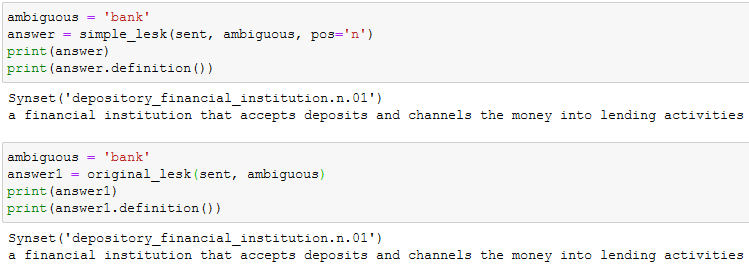 ambiguous = 'bank'
answer = simple_lesk(sent, ambiguous, pos='n')
print(answer)
print(answer.definition())
Synset('depository_financial_institution.n.01')
a financial institution that accepts deposits and channels the money into lending activities
ambiguous = 'bank'
answer1 = original_lesk(sent, ambiguous)
print(answer1)
print(answer1.definition())
Synset('depository_financial_institution.n.01')
a financial institution that accepts deposits and channels the money into lending activities